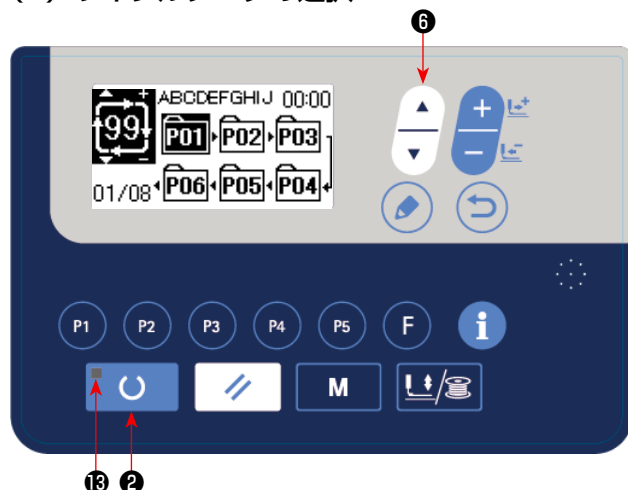 ❻
ABCDEFGHIJ 00:00
99 P01 P02 P03
01/08 P06 P05 P04
+
−
P1 P2 P3 P4 P5 F i
M /
⓭ ❷